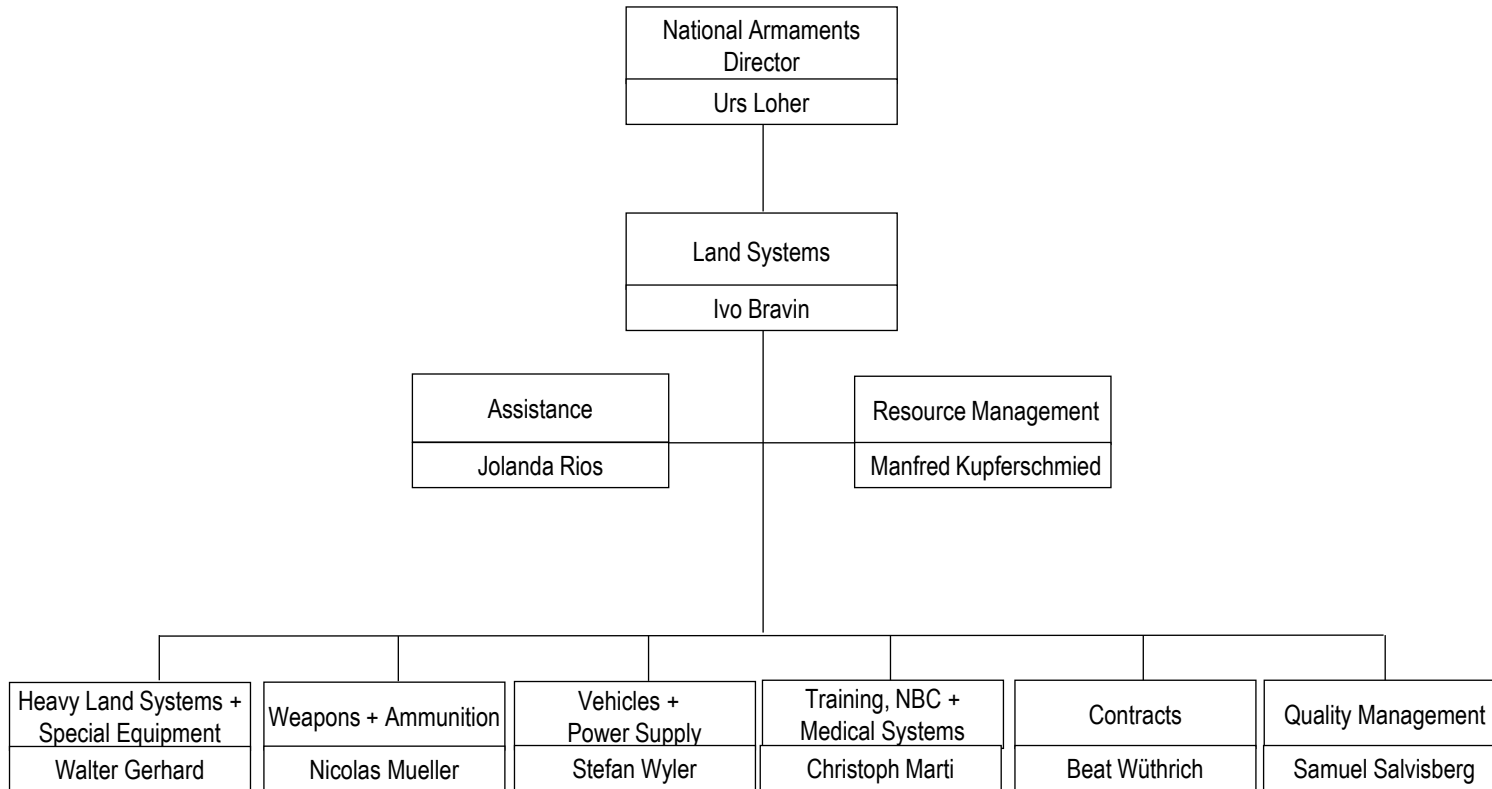 National Armaments
Director
Urs Loher
Land Systems
Ivo Bravin
Assistance
Jolanda Rios
Resource Management
Manfred Kupferschmied
Heavy Land Systems +
Special Equipment
Walter Gerhard
Weapons + Ammunition
Nicolas Mueller
Vehicles +
Power Supply
Stefan Wyler
Training, NBC +
Medical Systems
Christoph Marti
Contracts
Beat Wüthrich
Quality Management
Samuel Salvisberg